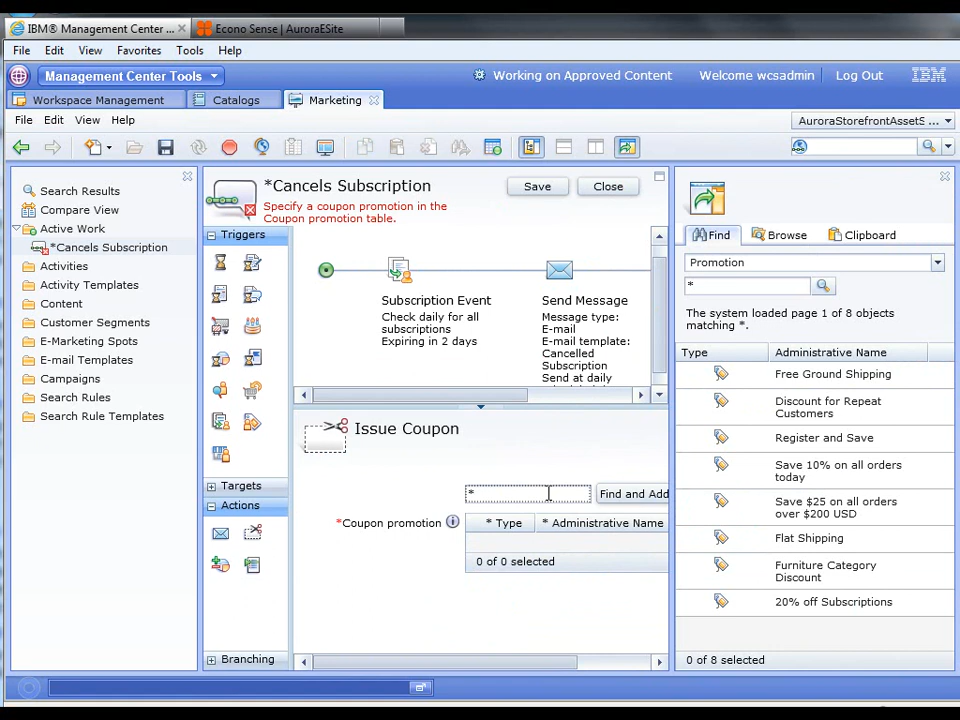 IBM® Management Center ...
Econo Sense | AuroraESite
File Edit View Favorites Tools Help
Management Center Tools
Working on Approved Content
Welcome wcsadmin
Log Out
IBM
Workspace Management
Catalogs
Marketing
File Edit View Help
AuroraStorefrontAssetS ...
Search Results
Compare View
Active Work
*Cancels Subscription
Activities
Activity Templates
Content
Customer Segments
E-Marketing Spots
E-mail Templates
Campaigns
Search Rules
Search Rule Templates
*Cancels Subscription
Specify a coupon promotion in the
Coupon promotion table.
Save
Close
Triggers
Targets
Actions
Branching
Subscription Event
Check daily for all
subscriptions
Expiring in 2 days
Send Message
Message type:
E-mail
E-mail template:
Cancelled
Subscription
Send at daily
Issue Coupon
*
Find and Add
*Coupon promotion
* Type
* Administrative Name
0 of 0 selected
Find
Browse
Clipboard
Promotion
*
The system loaded page 1 of 8 objects
matching *.
Type
Administrative Name
Free Ground Shipping
Discount for Repeat
Customers
Register and Save
Save 10% on all orders
today
Save $25 on all orders
over $200 USD
Flat Shipping
Furniture Category
Discount
20% off Subscriptions
0 of 8 selected